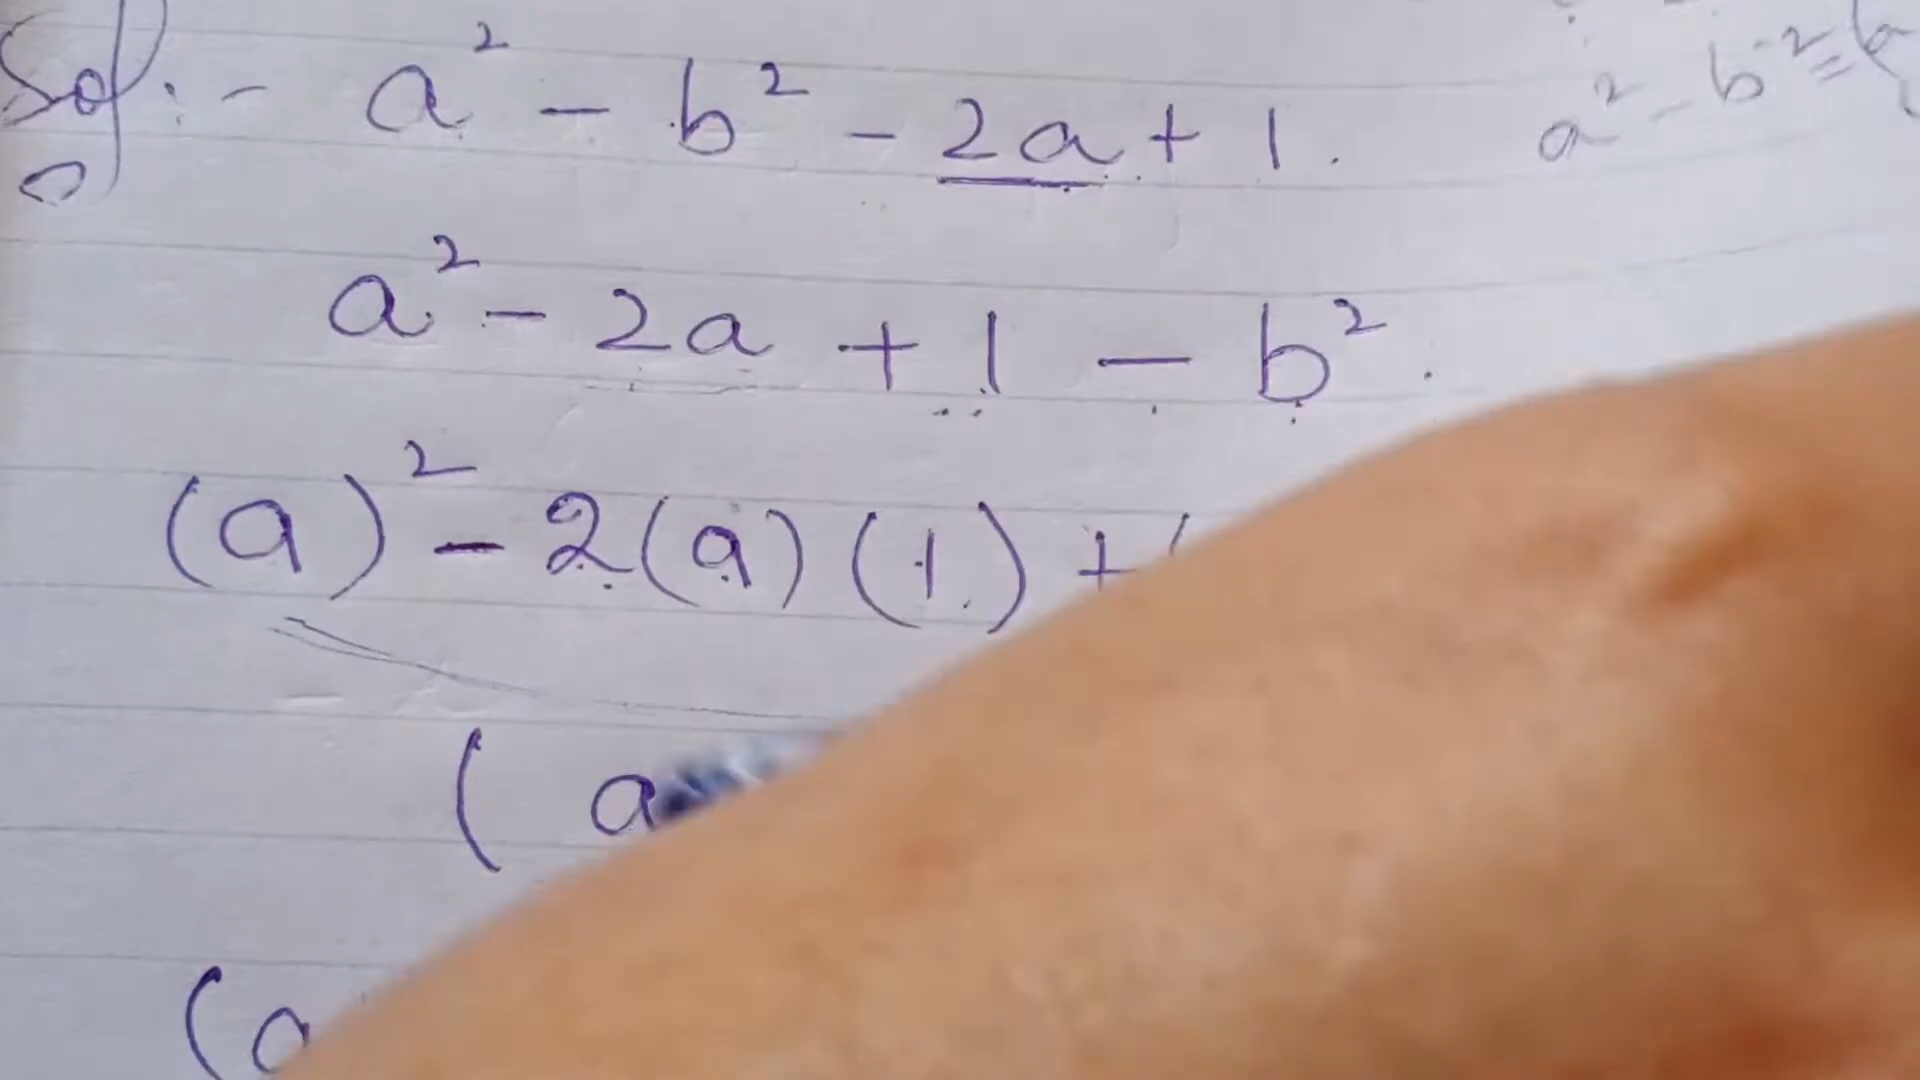 Sol:- a² - b² - 2a + 1.
a² - b² = (a
a² - 2a + 1 - b².
(a)² - 2(a)(1) + (
( a
(a